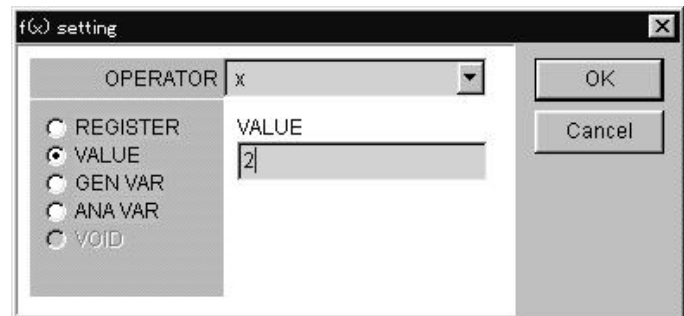 f(x) setting
OPERATOR x
OK
REGISTER
VALUE
Cancel
VALUE
2
GEN VAR
ANA VAR
VOID